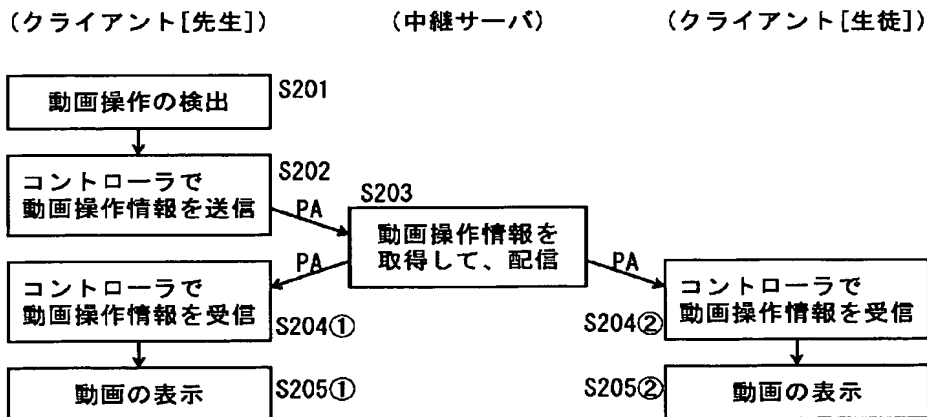 (クライアント[先生])
(中継サーバ)
(クライアント[生徒])
動画操作の検出
S201
コントローラで
動画操作情報を送信
S202
PA
S203
動画操作情報を
取得して、配信
PA
PA
コントローラで
動画操作情報を受信
S204①
S204②
コントローラで
動画操作情報を受信
動画の表示
S205①
S205②
動画の表示